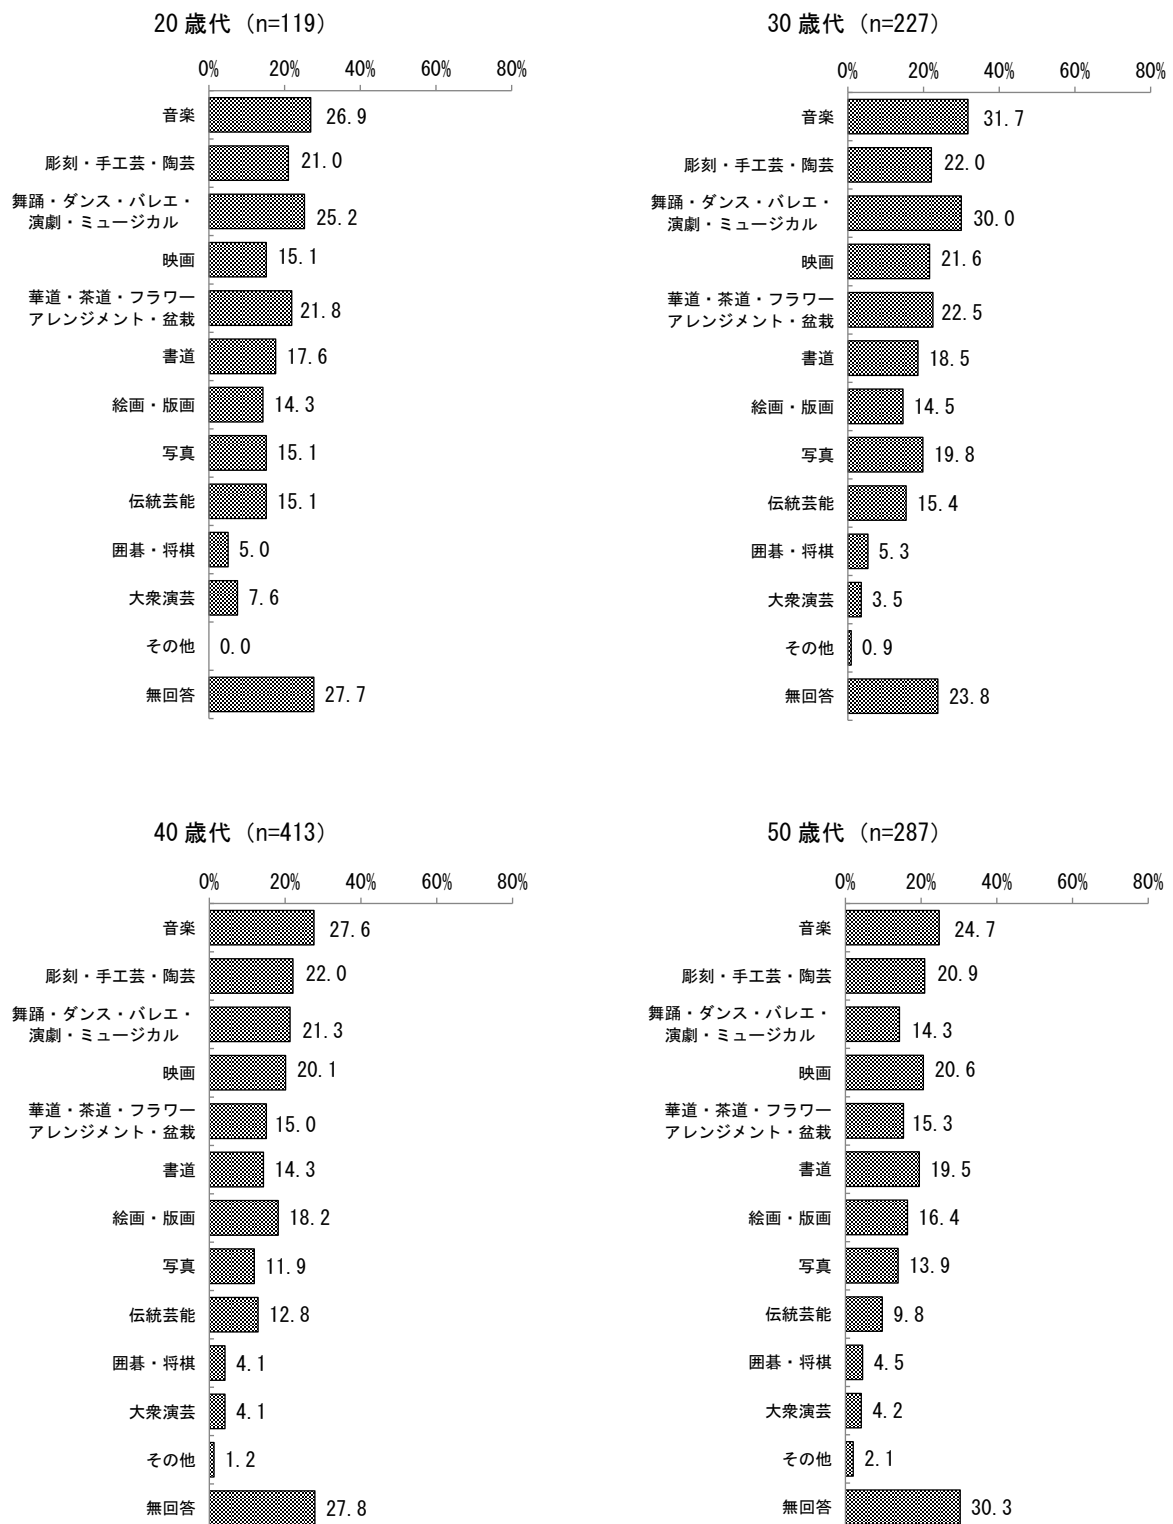 20 歳代（n=119）
0% 20% 40% 60% 80%
音楽 26.9
彫刻・手工芸・陶芸 21.0
舞踊・ダンス・バレエ・
演劇・ミュージカル 25.2
映画 15.1
華道・茶道・フラワー
アレンジメント・盆栽 21.8
書道 17.6
絵画・版画 14.3
写真 15.1
伝統芸能 15.1
囲碁・将棋 5.0
大衆演芸 7.6
その他 0.0
無回答 27.7
30 歳代（n=227）
0% 20% 40% 60% 80%
音楽 31.7
彫刻・手工芸・陶芸 22.0
舞踊・ダンス・バレエ・
演劇・ミュージカル 30.0
映画 21.6
華道・茶道・フラワー
アレンジメント・盆栽 22.5
書道 18.5
絵画・版画 14.5
写真 19.8
伝統芸能 15.4
囲碁・将棋 5.3
大衆演芸 3.5
その他 0.9
無回答 23.8
40 歳代（n=413）
0% 20% 40% 60% 80%
音楽 27.6
彫刻・手工芸・陶芸 22.0
舞踊・ダンス・バレエ・
演劇・ミュージカル 21.3
映画 20.1
華道・茶道・フラワー
アレンジメント・盆栽 15.0
書道 14.3
絵画・版画 18.2
写真 11.9
伝統芸能 12.8
囲碁・将棋 4.1
大衆演芸 4.1
その他 1.2
無回答 27.8
50 歳代（n=287）
0% 20% 40% 60% 80%
音楽 24.7
彫刻・手工芸・陶芸 20.9
舞踊・ダンス・バレエ・
演劇・ミュージカル 14.3
映画 20.6
華道・茶道・フラワー
アレンジメント・盆栽 15.3
書道 19.5
絵画・版画 16.4
写真 13.9
伝統芸能 9.8
囲碁・将棋 4.5
大衆演芸 4.2
その他 2.1
無回答 30.3